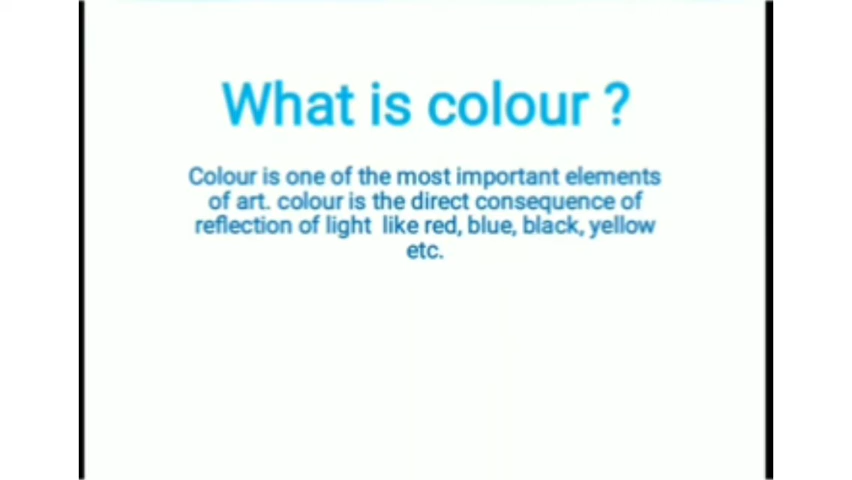 What is colour ?
Colour is one of the most important elements
of art. colour is the direct consequence of
reflection of light  like red, blue, black, yellow
etc.